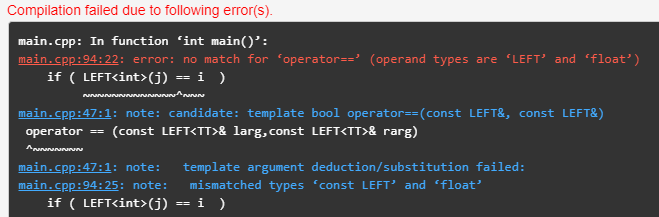 Compilation failed due to following error(s).
main.cpp: In function ‘int main()’:
main.cpp:94:22: error: no match for ‘operator==’ (operand types are ‘LEFT’ and ‘float’)
if ( LEFT<int>(j) == i  )
~~~~~~~~~~~~~~^~~~
main.cpp:47:1: note: candidate: template bool operator==(const LEFT&, const LEFT&)
operator == (const LEFT<TT>& larg,const LEFT<TT>& rarg)
^~~~~~~~
main.cpp:47:1: note:   template argument deduction/substitution failed:
main.cpp:94:25: note:   mismatched types ‘const LEFT’ and ‘float’
if ( LEFT<int>(j) == i  )